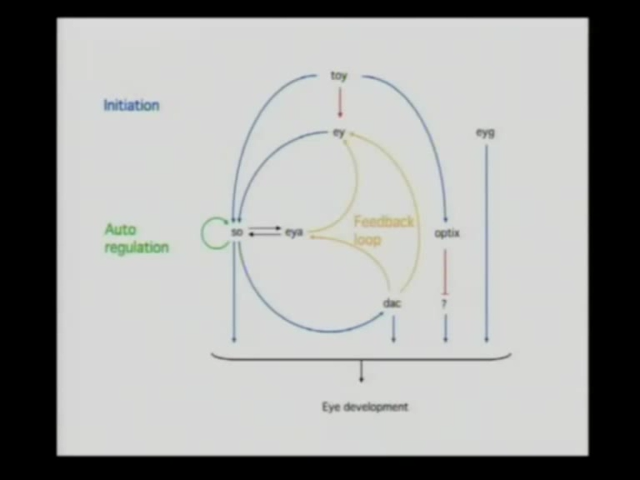 toy
Initiation
ey
eyg
Auto
regulation
so
eya
Feedback
loop
optix
dac
?
Eye development